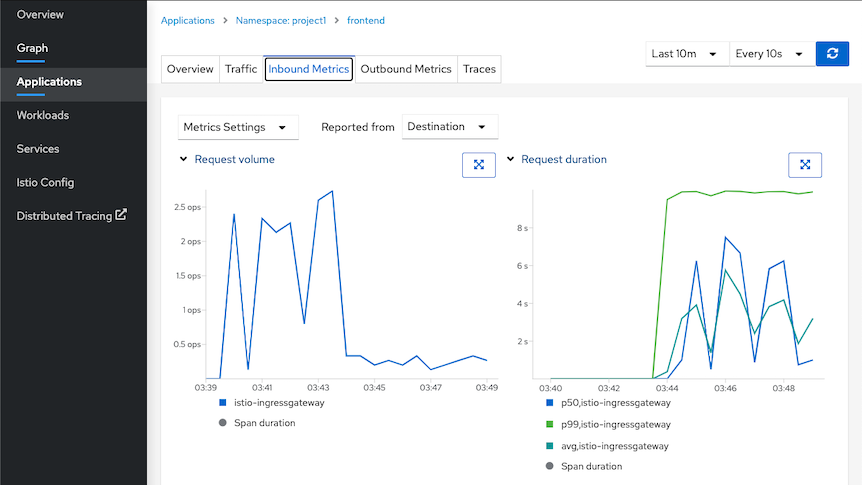 Overview
Graph
Applications
Workloads
Services
Istio Config
Distributed Tracing
Applications > Namespace: project1 > frontend
Overview Traffic Inbound Metrics Outbound Metrics Traces
Last 10m Every 10s
Metrics Settings Reported from Destination
Request volume
2.5 ops
2 ops
1.5 ops
1 ops
0.5 ops
03:39 03:41 03:43 03:45 03:47 03:49
istio-ingressgateway
Span duration
Request duration
8 s
6 s
4 s
2 s
03:40 03:42 03:44 03:46 03:48
p50,istio-ingressgateway
p99,istio-ingressgateway
avg,istio-ingressgateway
Span duration